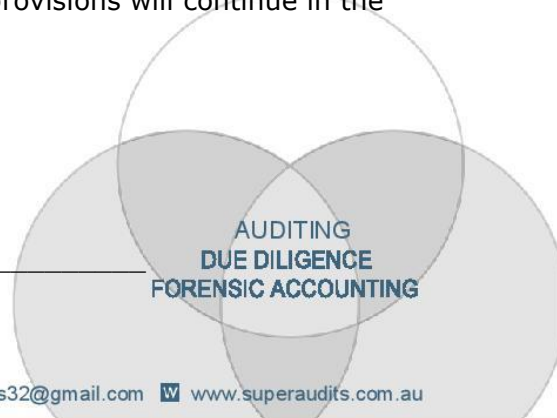 provisions will continue in the
AUDITING
DUE DILIGENCE
FORENSIC ACCOUNTING
s32@gmail.com W www.superaudits.com.au